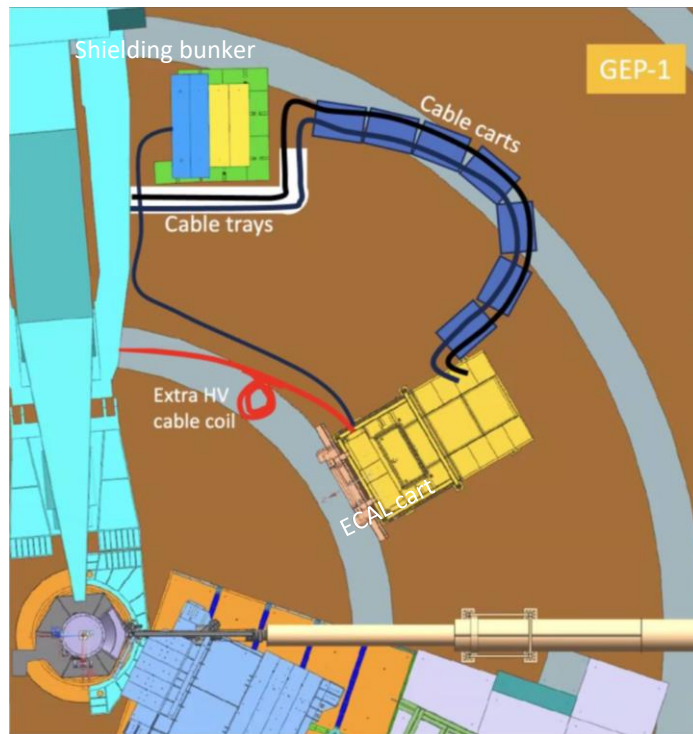 Shielding bunker
GEP-1
Cable carts
Cable trays
Extra HV
cable coil
ECAL cart